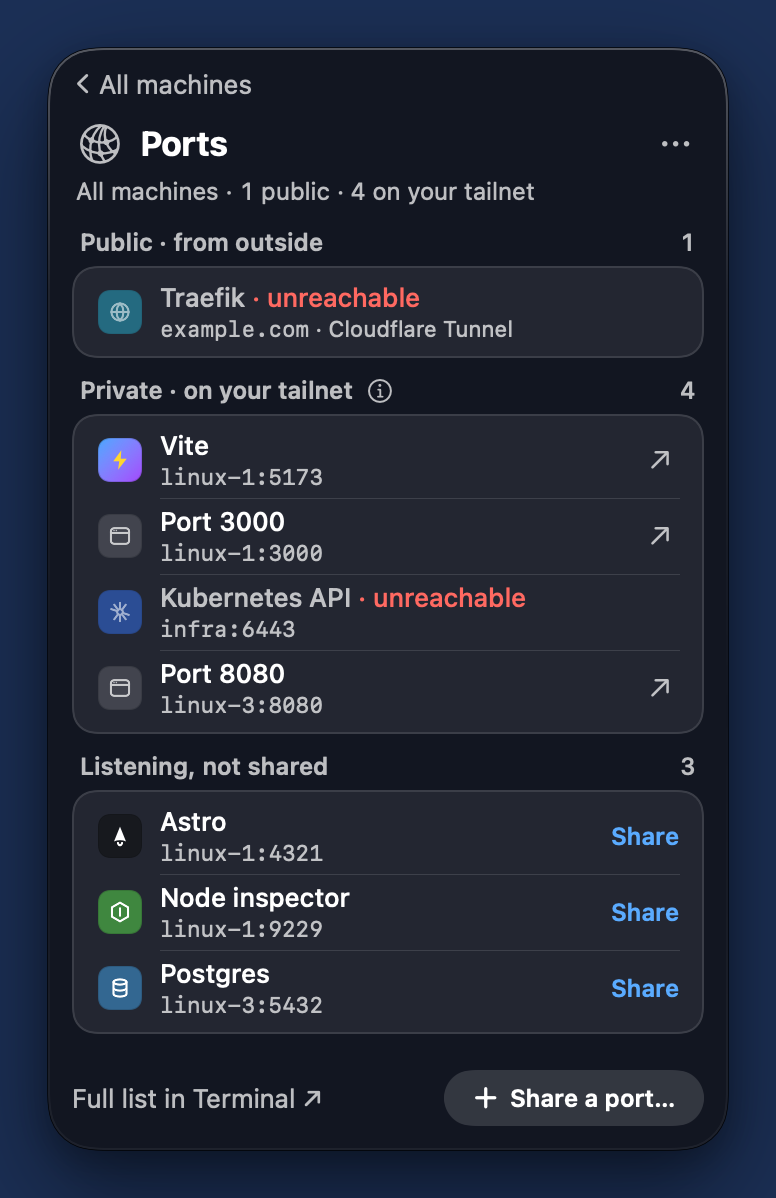 All machines
Ports
All machines · 1 public · 4 on your tailnet
Public · from outside 1
Traefik · unreachable
example.com · Cloudflare Tunnel
Private · on your tailnet 4
Vite
linux-1:5173
Port 3000
linux-1:3000
Kubernetes API · unreachable
infra:6443
Port 8080
linux-3:8080
Listening, not shared 3
Astro
linux-1:4321
Share
Node inspector
linux-1:9229
Share
Postgres
linux-3:5432
Share
Full list in Terminal ↗
+ Share a port...